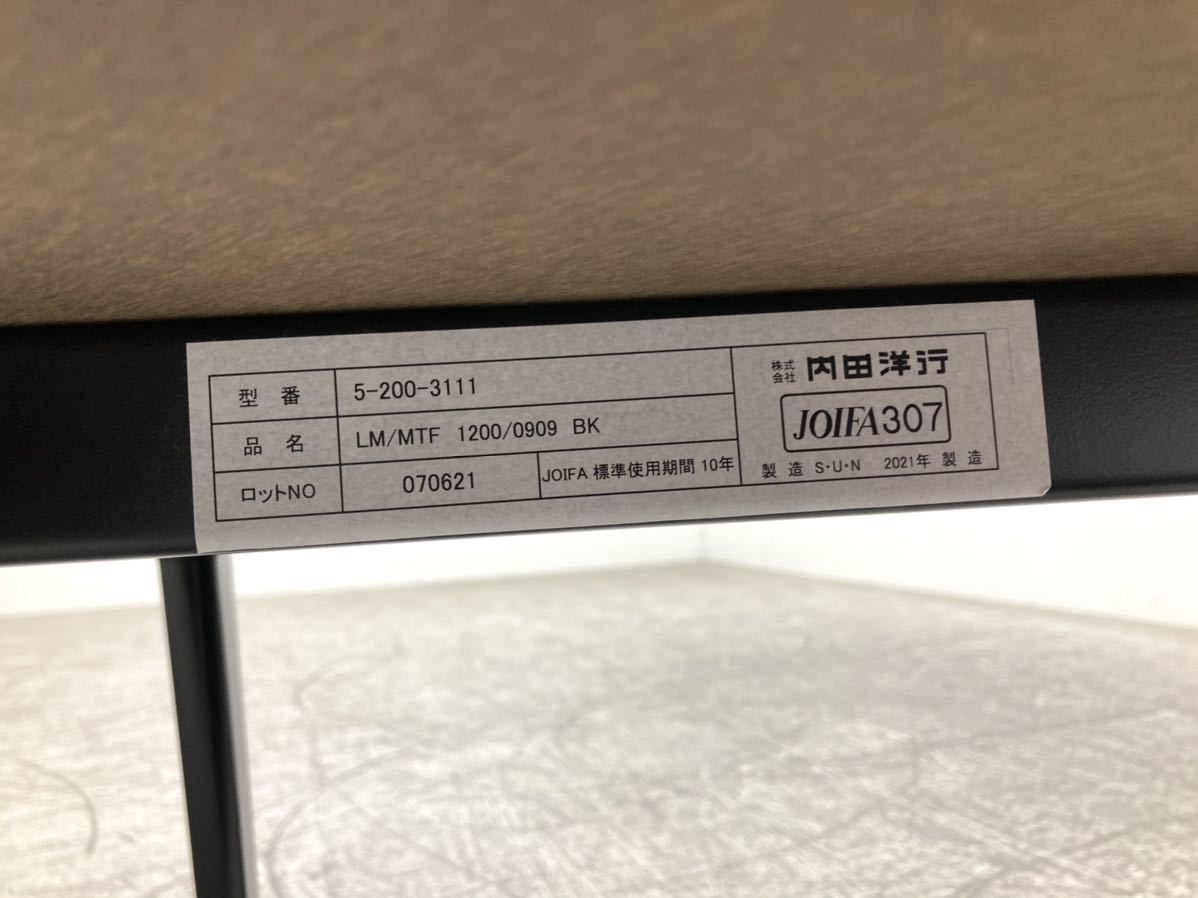 型番 5-200-3111
品名 LM/MTF 1200/0909 BK
ロットNO 070621 JOIFA 標準使用期間 10年
株式会社 内田洋行
JOIFA307
製造 S・U・N 2021年 製造